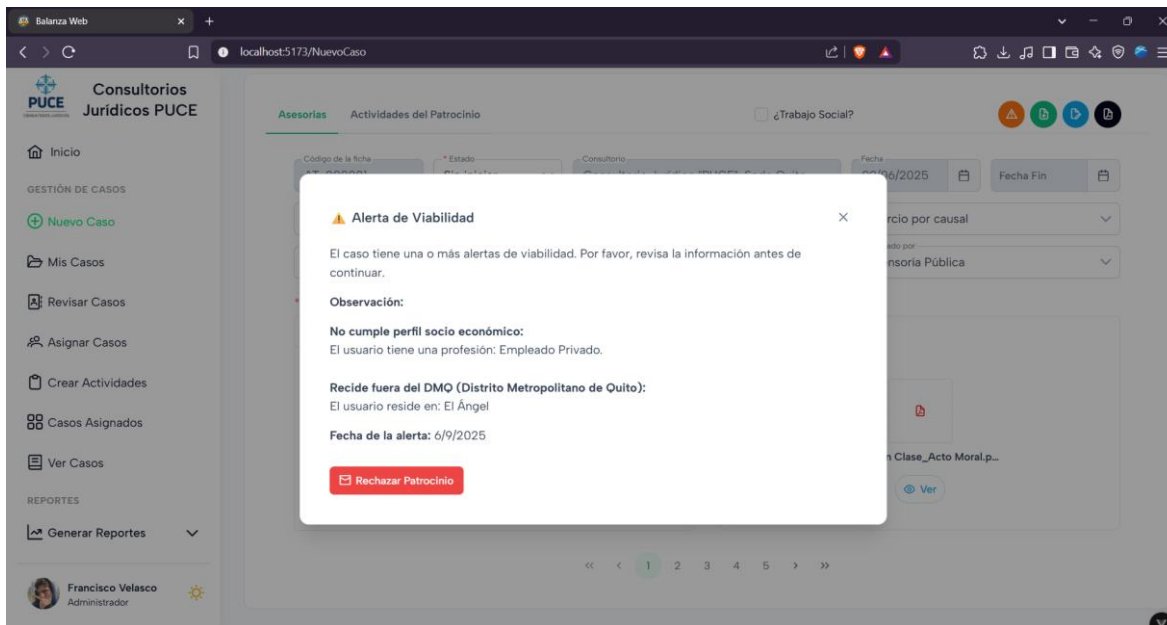 Balanza Web
localhost:5173/NuevoCaso
PUCE
Consultorios
Jurídicos PUCE
Inicio
GESTIÓN DE CASOS
Nuevo Caso
Mis Casos
Revisar Casos
Asignar Casos
Crear Actividades
Casos Asignados
Ver Casos
REPORTES
Generar Reportes
Francisco Velasco
Administrador
Asesorias Actividades del Patrocinio ¿Trabajo Social?
Código de la ficha * Estado Consultorio Fecha
/06/2025 Fecha Fin
rcio por causal
ado por
nsoria Pública
Alerta de Viabilidad
El caso tiene una o más alertas de viabilidad. Por favor, revisa la información antes de
continuar.
Observación:
No cumple perfil socio económico:
El usuario tiene una profesión: Empleado Privado.
Recide fuera del DMQ (Distrito Metropolitano de Quito):
El usuario reside en: El Ángel
Fecha de la alerta: 6/9/2025
Rechazar Patrocinio
n Clase_Acto Moral.p...
Ver
<< < 1 2 3 4 5 > >>